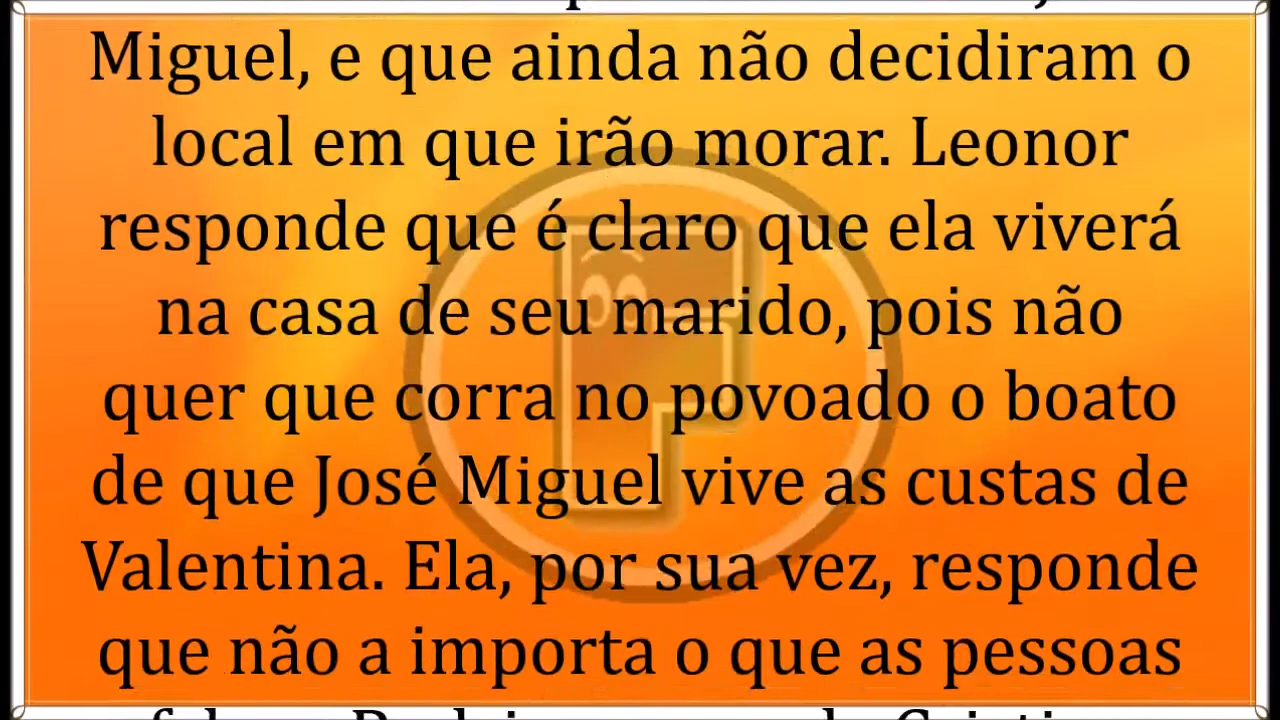 Miguel, e que ainda não decidiram o
local em que irão morar. Leonor
responde que é claro que ela viverá
na casa de seu marido, pois não
quer que corra no povoado o boato
de que José Miguel vive as custas de
Valentina. Ela, por sua vez, responde
que não a importa o que as pessoas